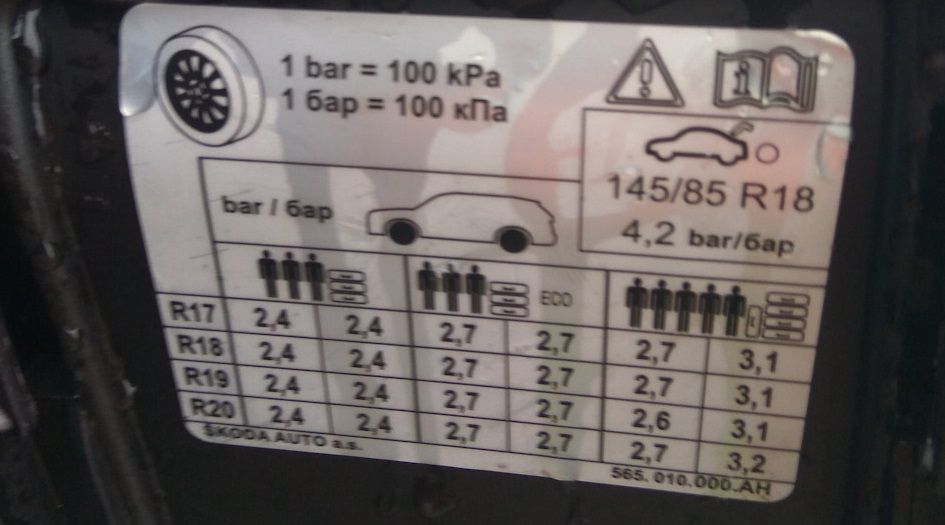 1 bar = 100 kPa
1 бар = 100 кПа
145/85 R18
4,2 bar/бар
bar / бар
ECO
R17 2,4 2,4 2,7 2,7 2,7 3,1
R18 2,4 2,4 2,7 2,7 2,7 3,1
R19 2,4 2,4 2,7 2,7 2,6 3,1
R20 2,4 2,4 2,7 2,7 2,7 3,2
ŠKODA AUTO a.s.
565.010.000.AH